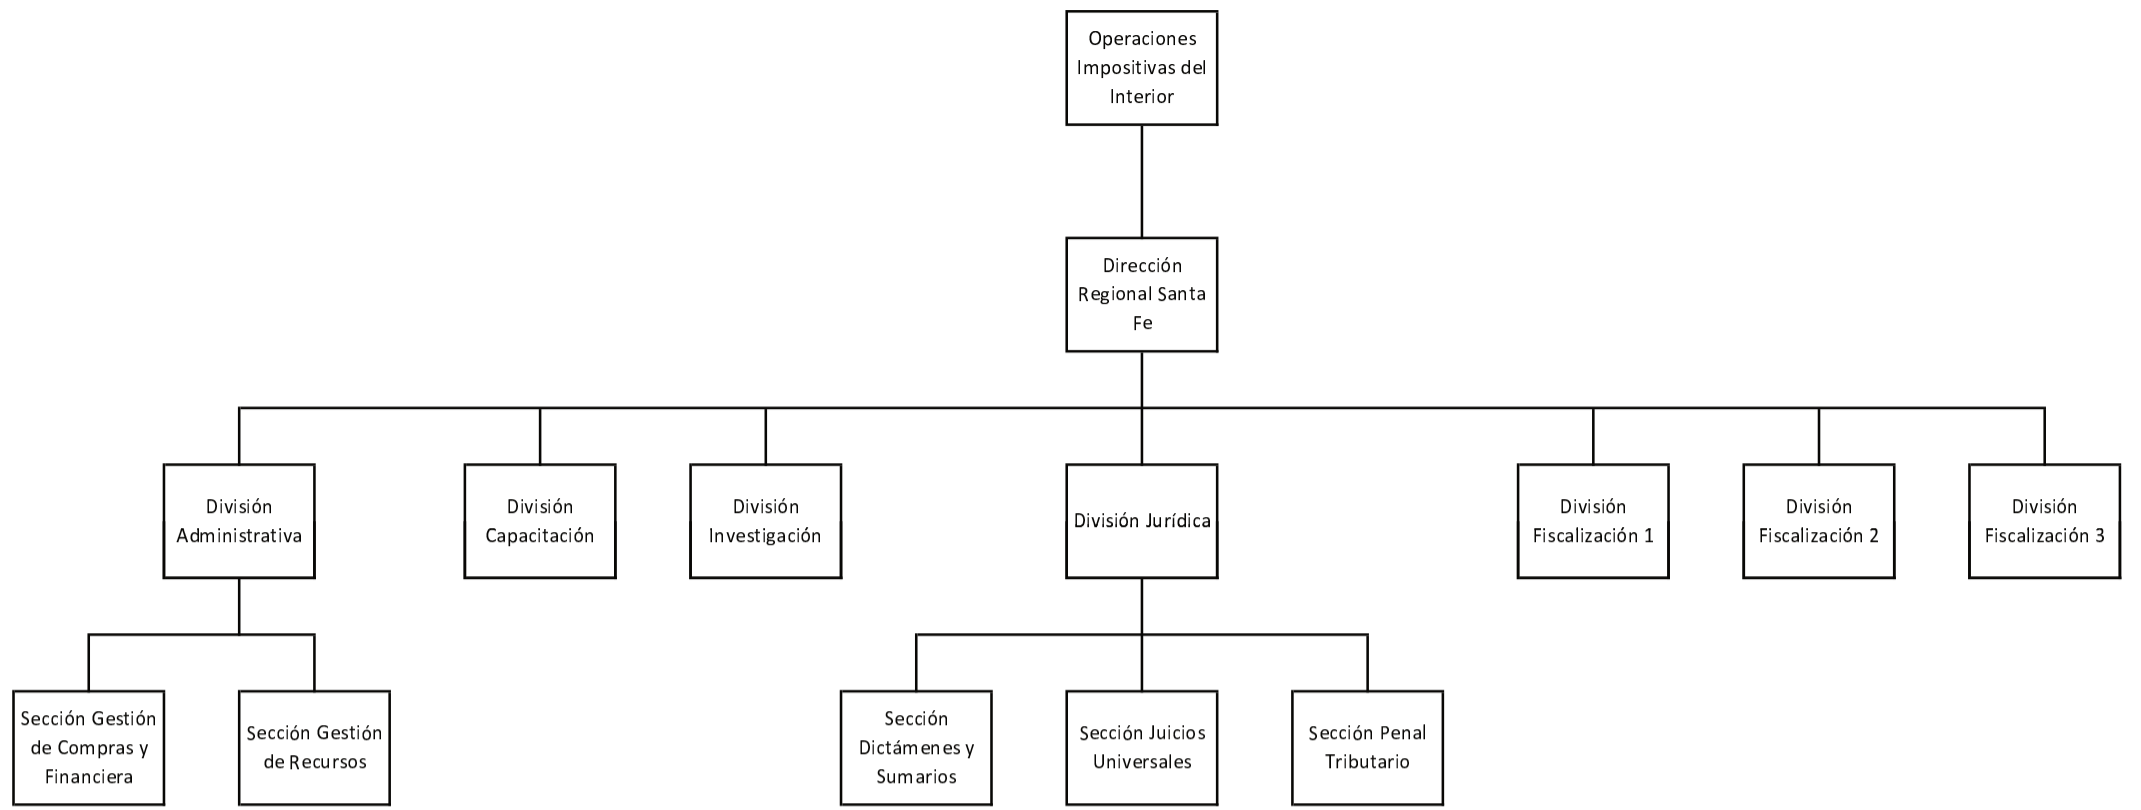 Operaciones
Impositivas del
Interior
Dirección
Regional Santa
Fe
División
Administrativa
División
Capacitación
División
Investigación
División Jurídica
División
Fiscalización 1
División
Fiscalización 2
División
Fiscalización 3
Sección Gestión
de Compras y
Financiera
Sección Gestión
de Recursos
Sección
Dictámenes y
Sumarios
Sección Juicios
Universales
Sección Penal
Tributario